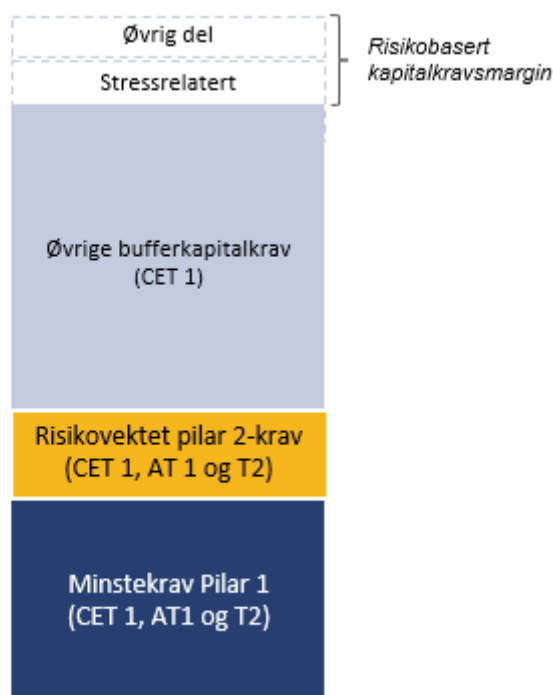 Øvrig del
Stressrelatert
Risikobasert
kapitalkravsmargin
Øvrige bufferkapitalkrav
(CET 1)
Risikovektet pilar 2-krav
(CET 1, AT 1 og T2)
Minstekrav Pilar 1
(CET 1, AT1 og T2)